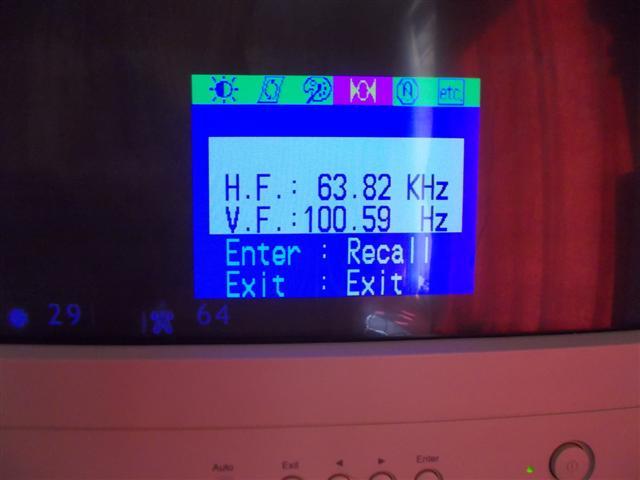 etc.
H.F.: 63.82 KHz
V.F.:100.59 Hz
Enter : Recall
Exit : Exit
29 64
Auto Exit ◄ ► Enter